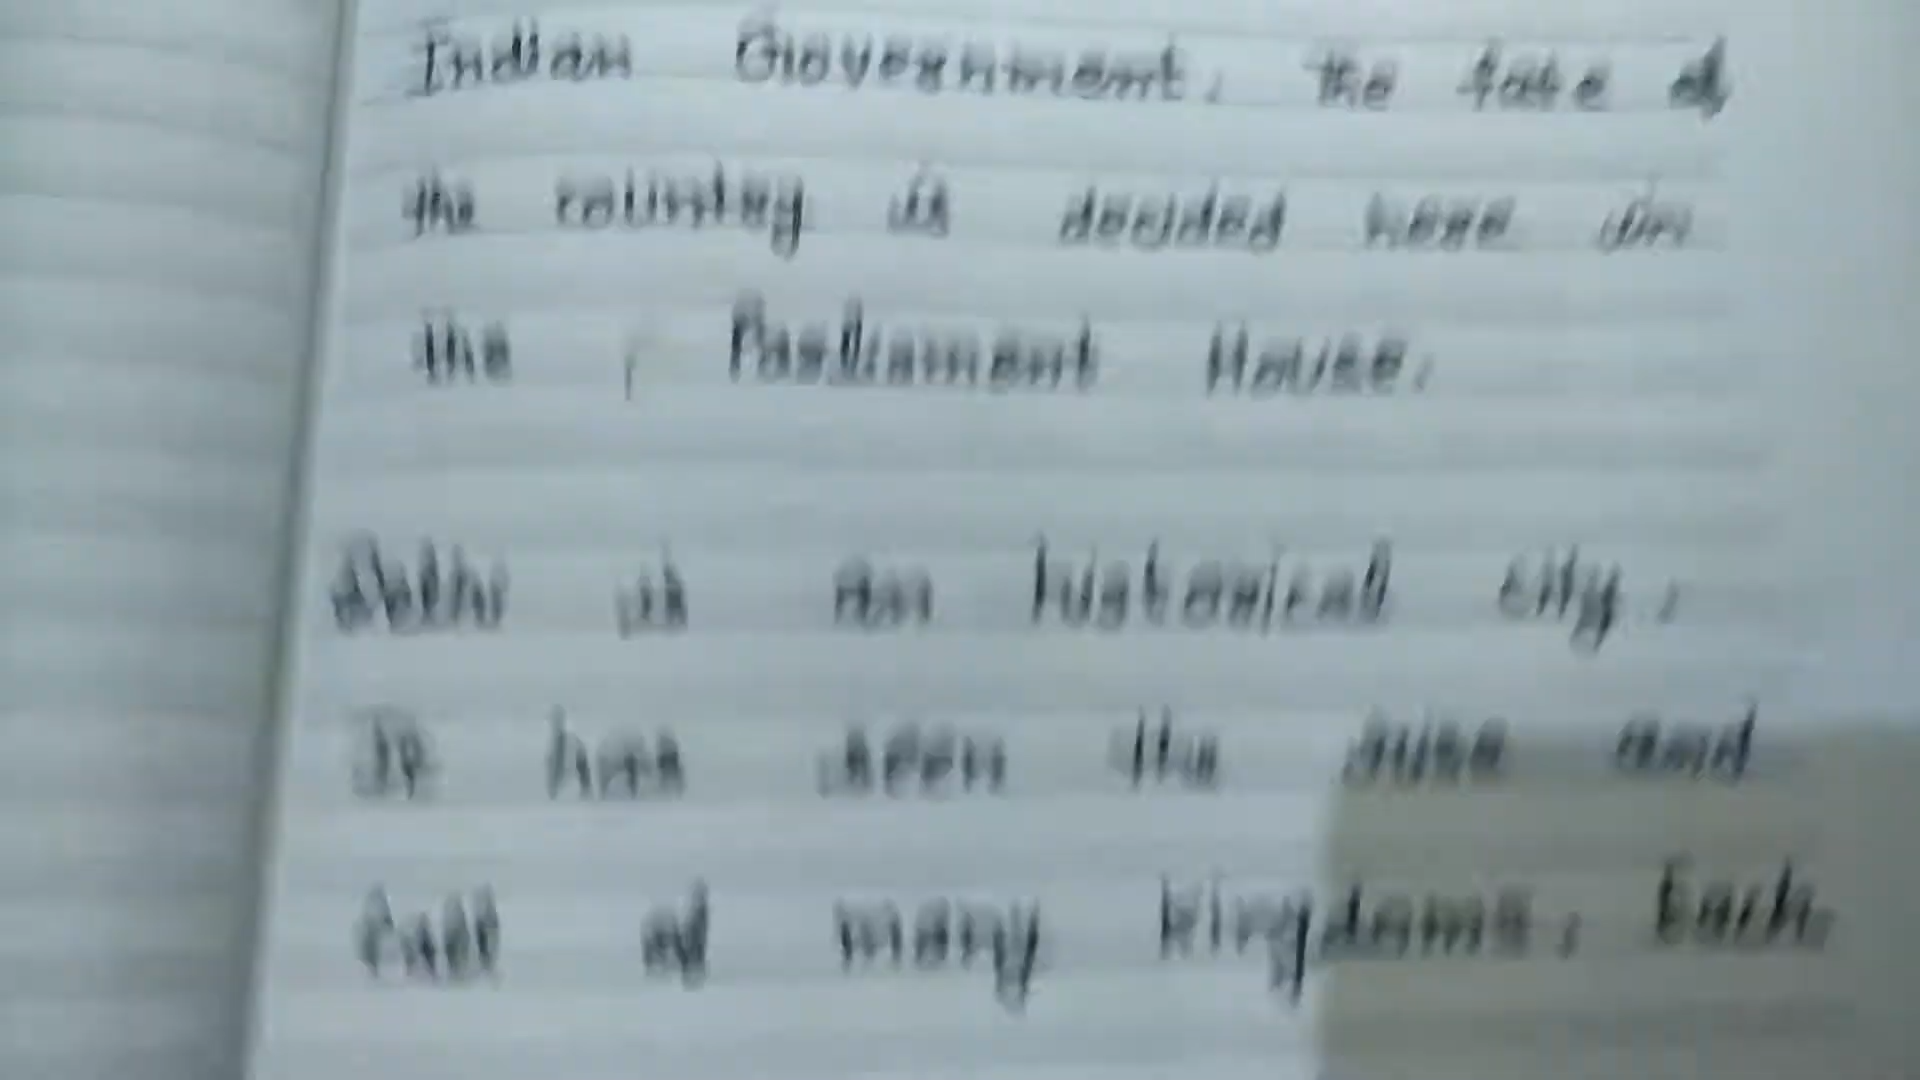 Indian Government. the fate of
the country is decided here in
the Parliament House.
Delhi is an historical city.
It has seen the rise and
fall of many kingdoms. Each